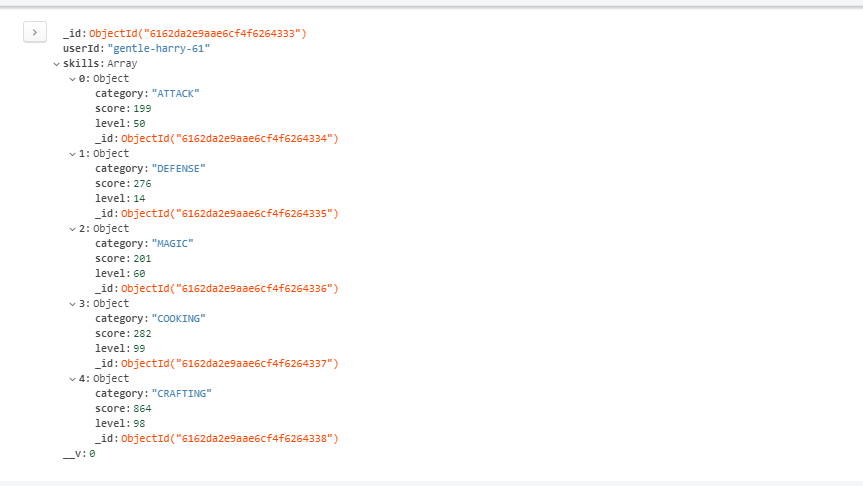 _id: ObjectId("6162da2e9aae6cf4f6264333")
userId: "gentle-harry-61"
skills: Array
0: Object
category: "ATTACK"
score: 199
level: 50
_id: ObjectId("6162da2e9aae6cf4f6264334")
1: Object
category: "DEFENSE"
score: 276
level: 14
_id: ObjectId("6162da2e9aae6cf4f6264335")
2: Object
category: "MAGIC"
score: 201
level: 60
_id: ObjectId("6162da2e9aae6cf4f6264336")
3: Object
category: "COOKING"
score: 282
level: 99
_id: ObjectId("6162da2e9aae6cf4f6264337")
4: Object
category: "CRAFTING"
score: 864
level: 98
_id: ObjectId("6162da2e9aae6cf4f6264338")
__v: 0